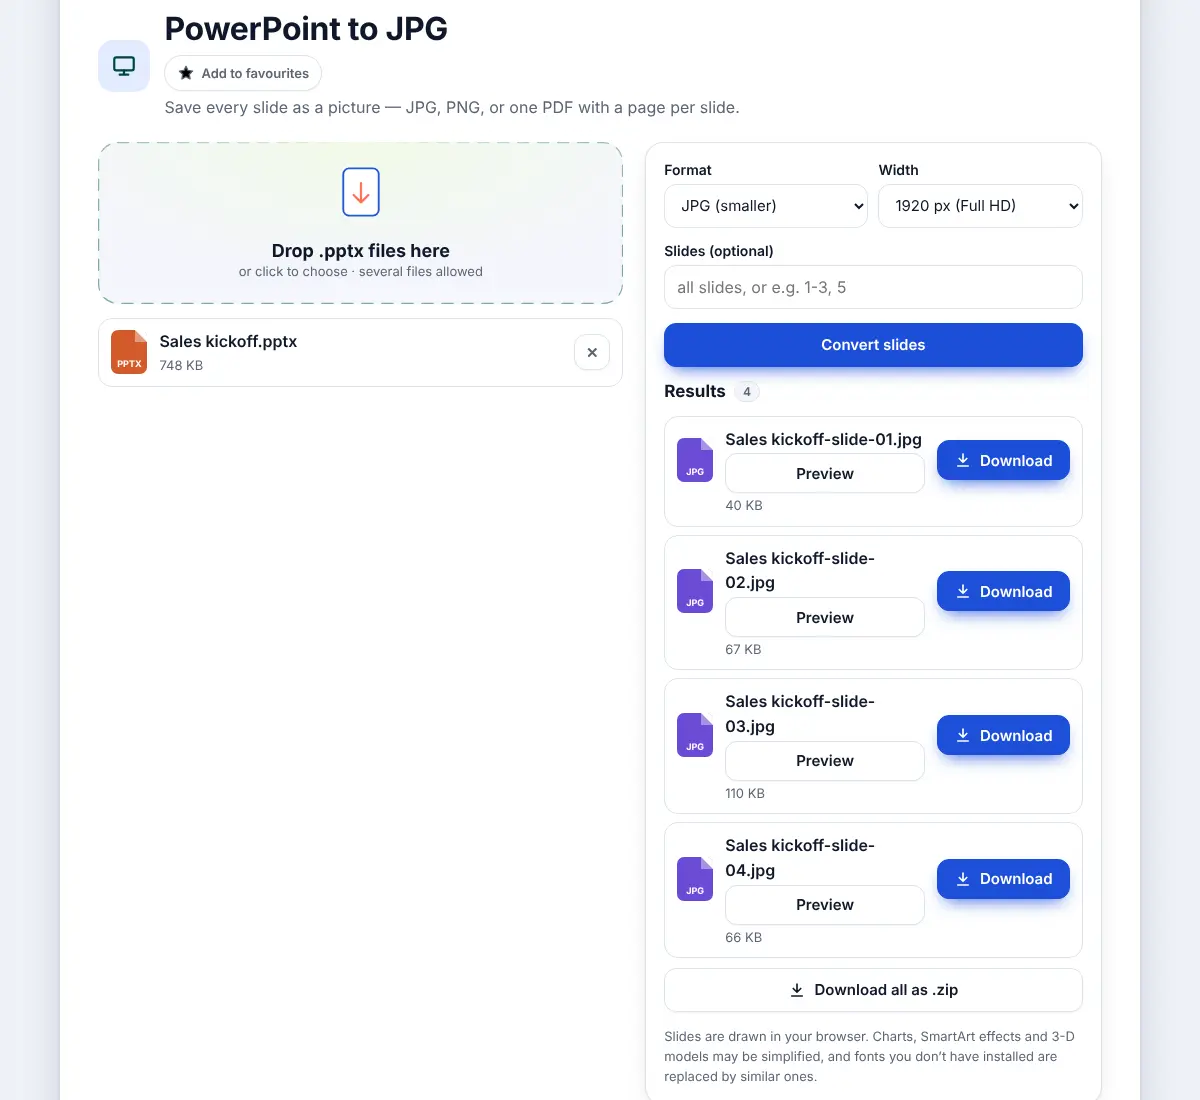 PowerPoint to JPG
Add to favourites
Save every slide as a picture — JPG, PNG, or one PDF with a page per slide.
Drop .pptx files here
or click to choose · several files allowed
PPTX
Sales kickoff.pptx
748 KB
Format
Width
JPG (smaller)
1920 px (Full HD)
Slides (optional)
all slides, or e.g. 1-3, 5
Convert slides
Results 4
JPG
Sales kickoff-slide-01.jpg
Preview
40 KB
Download
JPG
Sales kickoff-slide-
02.jpg
Preview
67 KB
Download
JPG
Sales kickoff-slide-
03.jpg
Preview
110 KB
Download
JPG
Sales kickoff-slide-
04.jpg
Preview
66 KB
Download
Download all as .zip
Slides are drawn in your browser. Charts, SmartArt effects and 3-D
models may be simplified, and fonts you don’t have installed are
replaced by similar ones.